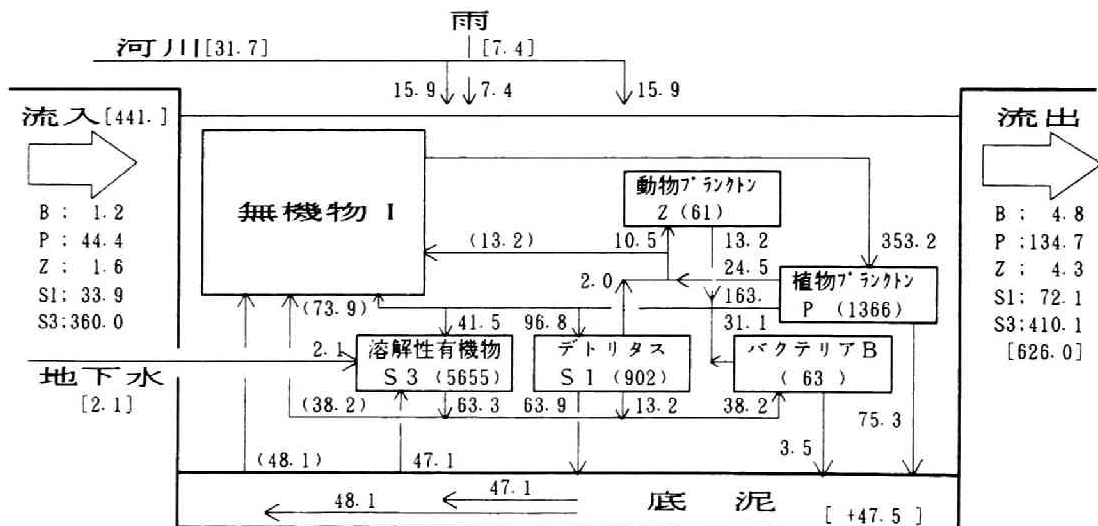 雨
河川[31.7]
[7.4]
15.9
7.4
15.9
流入[441.]
B: 1.2
P: 44.4
Z: 1.6
S1: 33.9
S3:360.0
流出
B: 4.8
P:134.7
Z: 4.3
S1: 72.1
S3:410.1
[626.0]
無機物 I
動物プランクトン
Z (61)
(13.2)
10.5
13.2
353.2
24.5
2.0
植物プランクトン
P (1366)
(73.9)
163.
41.5
96.8
31.1
地下水
[2.1]
2.1
溶解性有機物
S3 (5655)
デトリタス
S1 (902)
バクテリアB
( 63 )
(38.2)
63.3
63.9
13.2
38.2
75.3
3.5
(48.1)
47.1
47.1
48.1
底泥
[ +47.5 ]